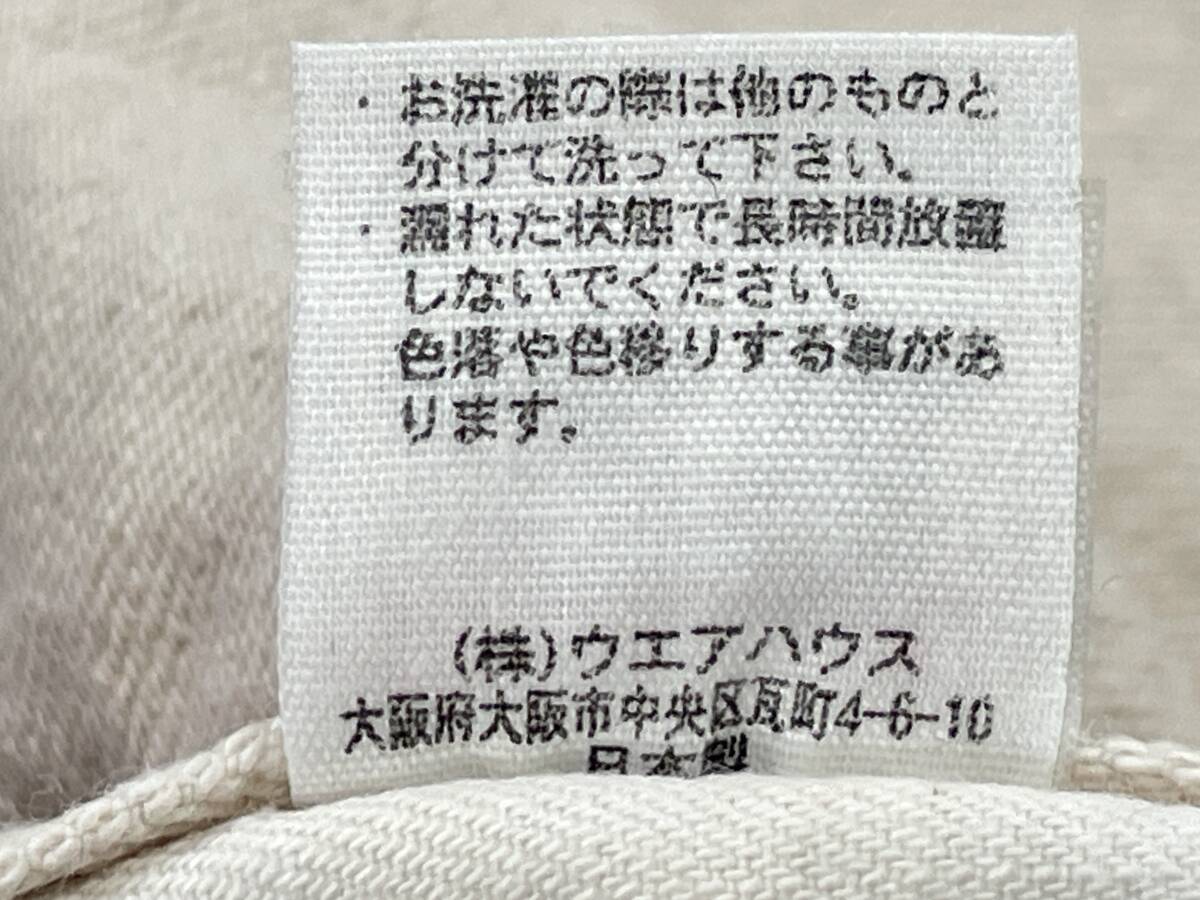 ・お洗濯の際は他のものと
分けて洗って下さい。
・濡れた状態で長時間放置
しないでください。
色落や色移りする事があ
ります。
(株)ウエアハウス
大阪府大阪市中央区瓦町4-6-10
日本製